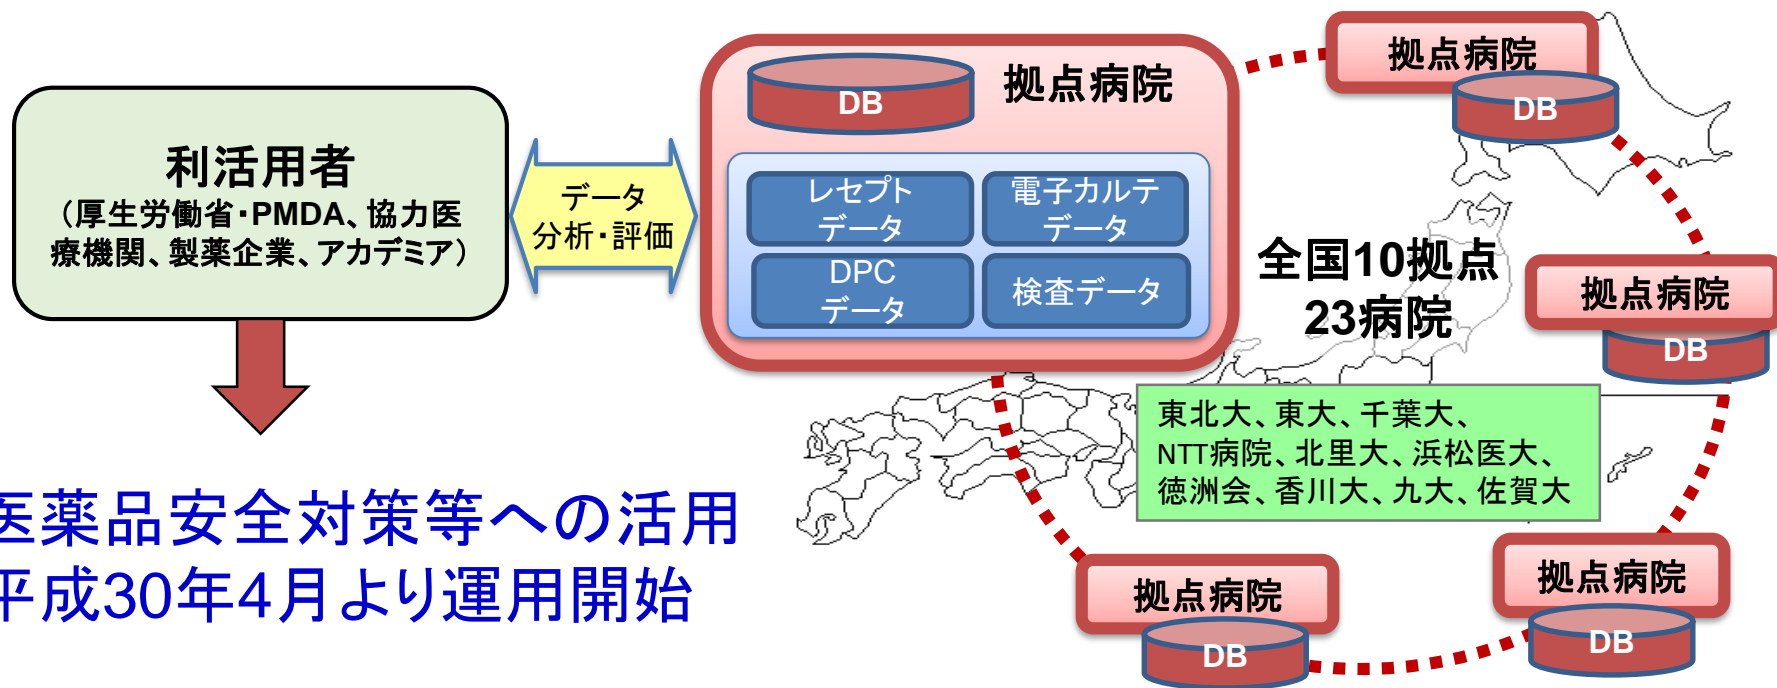 利活用者
（厚生労働省・PMDA、協力医
療機関、製薬企業、アカデミア）
データ
分析・評価
DB
拠点病院
レセプト
データ
電子カルテ
データ
DPC
データ
検査データ
拠点病院
DB
全国10拠点
23病院
拠点病院
DB
東北大、東大、千葉大、
NTT病院、北里大、浜松医大、
徳洲会、香川大、九大、佐賀大
拠点病院
DB
拠点病院
DB
医薬品安全対策等への活用
平成30年4月より運用開始